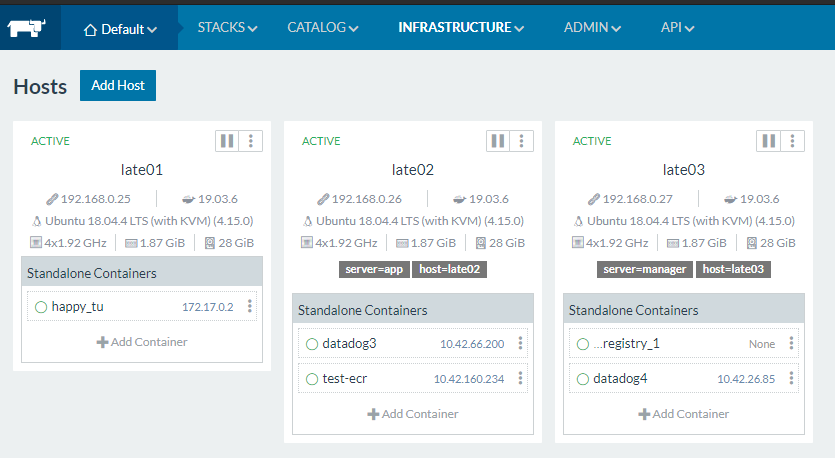 Default STACKS CATALOG INFRASTRUCTURE ADMIN API
Hosts Add Host
ACTIVE
late01
192.168.0.25 19.03.6
Ubuntu 18.04.4 LTS (with KVM) (4.15.0)
4x1.92 GHz 1.87 GiB 28 GiB
Standalone Containers
happy_tu 172.17.0.2
Add Container
ACTIVE
late02
192.168.0.26 19.03.6
Ubuntu 18.04.4 LTS (with KVM) (4.15.0)
4x1.92 GHz 1.87 GiB 28 GiB
server=app host=late02
Standalone Containers
datadog3 10.42.66.200
test-ecr 10.42.160.234
Add Container
ACTIVE
late03
192.168.0.27 19.03.6
Ubuntu 18.04.4 LTS (with KVM) (4.15.0)
4x1.92 GHz 1.87 GiB 28 GiB
server=manager host=late03
Standalone Containers
...registry_1 None
datadog4 10.42.26.85
Add Container